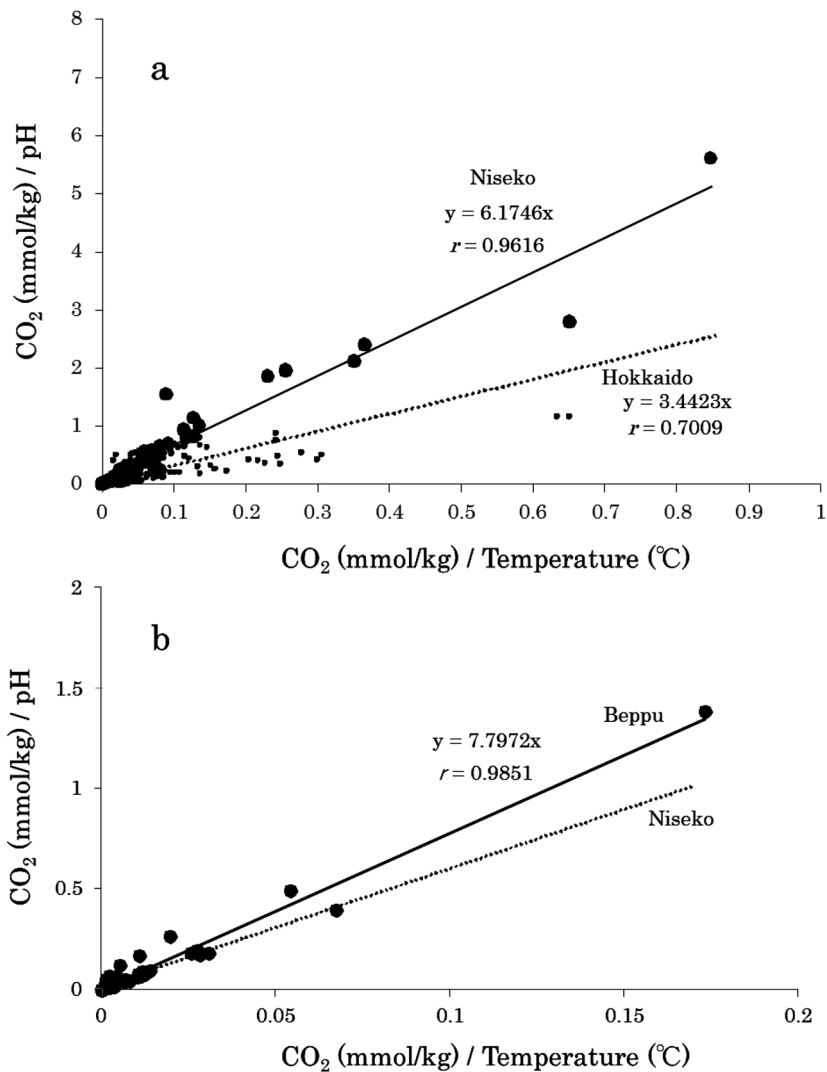 8
a
7
6
5
4
3
2
1
0
CO₂ (mmol/kg) / pH
Niseko
y = 6.1746x
r = 0.9616
Hokkaido
y = 3.4423x
r = 0.7009
0 0.1 0.2 0.3 0.4 0.5 0.6 0.7 0.8 0.9 1
CO₂ (mmol/kg) / Temperature (℃)
2
b
1.5
1
0.5
0
CO₂ (mmol/kg) / pH
Beppu
y = 7.7972x
r = 0.9851
Niseko
0 0.05 0.1 0.15 0.2
CO₂ (mmol/kg) / Temperature (℃)